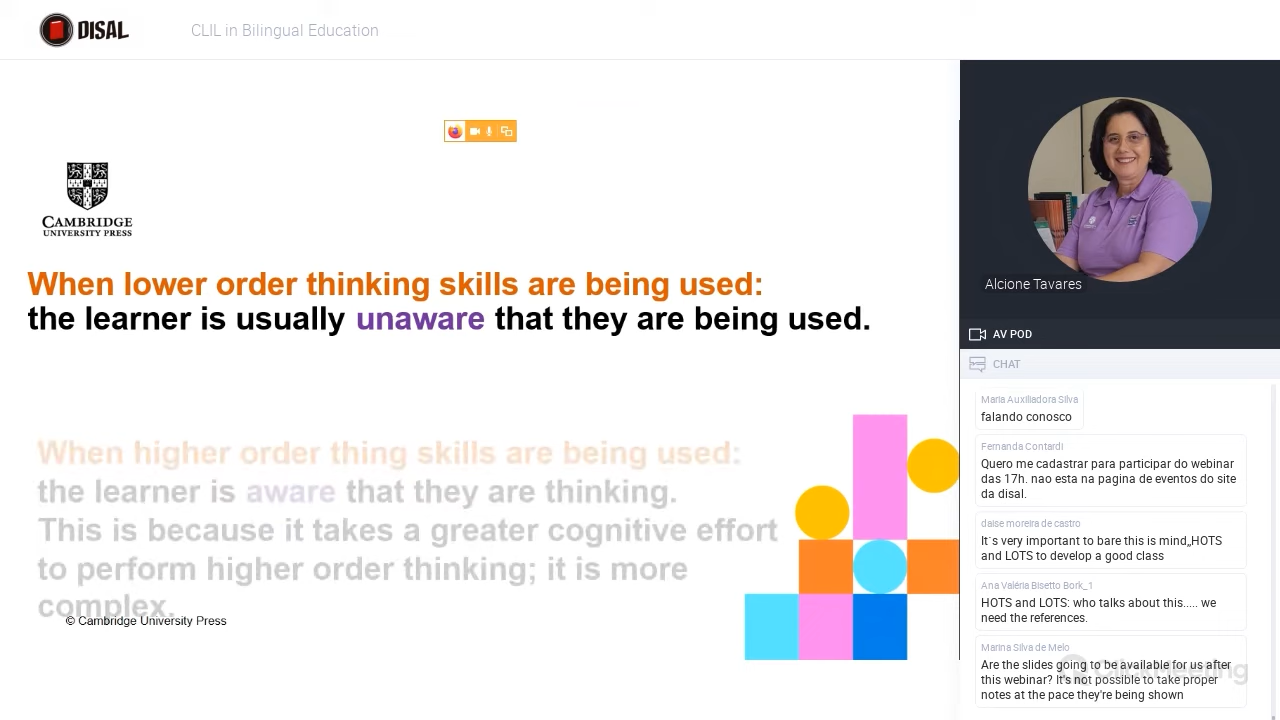 DISAL
CLIL in Bilingual Education
CAMBRIDGE
UNIVERSITY PRESS
When lower order thinking skills are being used:
the learner is usually unaware that they are being used.
When higher order thing skills are being used:
the learner is aware that they are thinking.
This is because it takes a greater cognitive effort
to perform higher order thinking; it is more
complex.
© Cambridge University Press
Alcione Tavares
AV POD
CHAT
Maria Auxiliadora Silva
falando conosco
Fernanda Contardi
Quero me cadastrar para participar do webinar
das 17h. nao esta na pagina de eventos do site
da disal.
daise moreira de castro
It´s very important to bare this is mind,,HOTS
and LOTS to develop a good class
Ana Valéria Bisetto Bork_1
HOTS and LOTS: who talks about this..... we
need the references.
Marina Silva de Melo
Are the slides going to be available for us after
this webinar? It's not possible to take proper
notes at the pace they're being shown
ClickMeeting